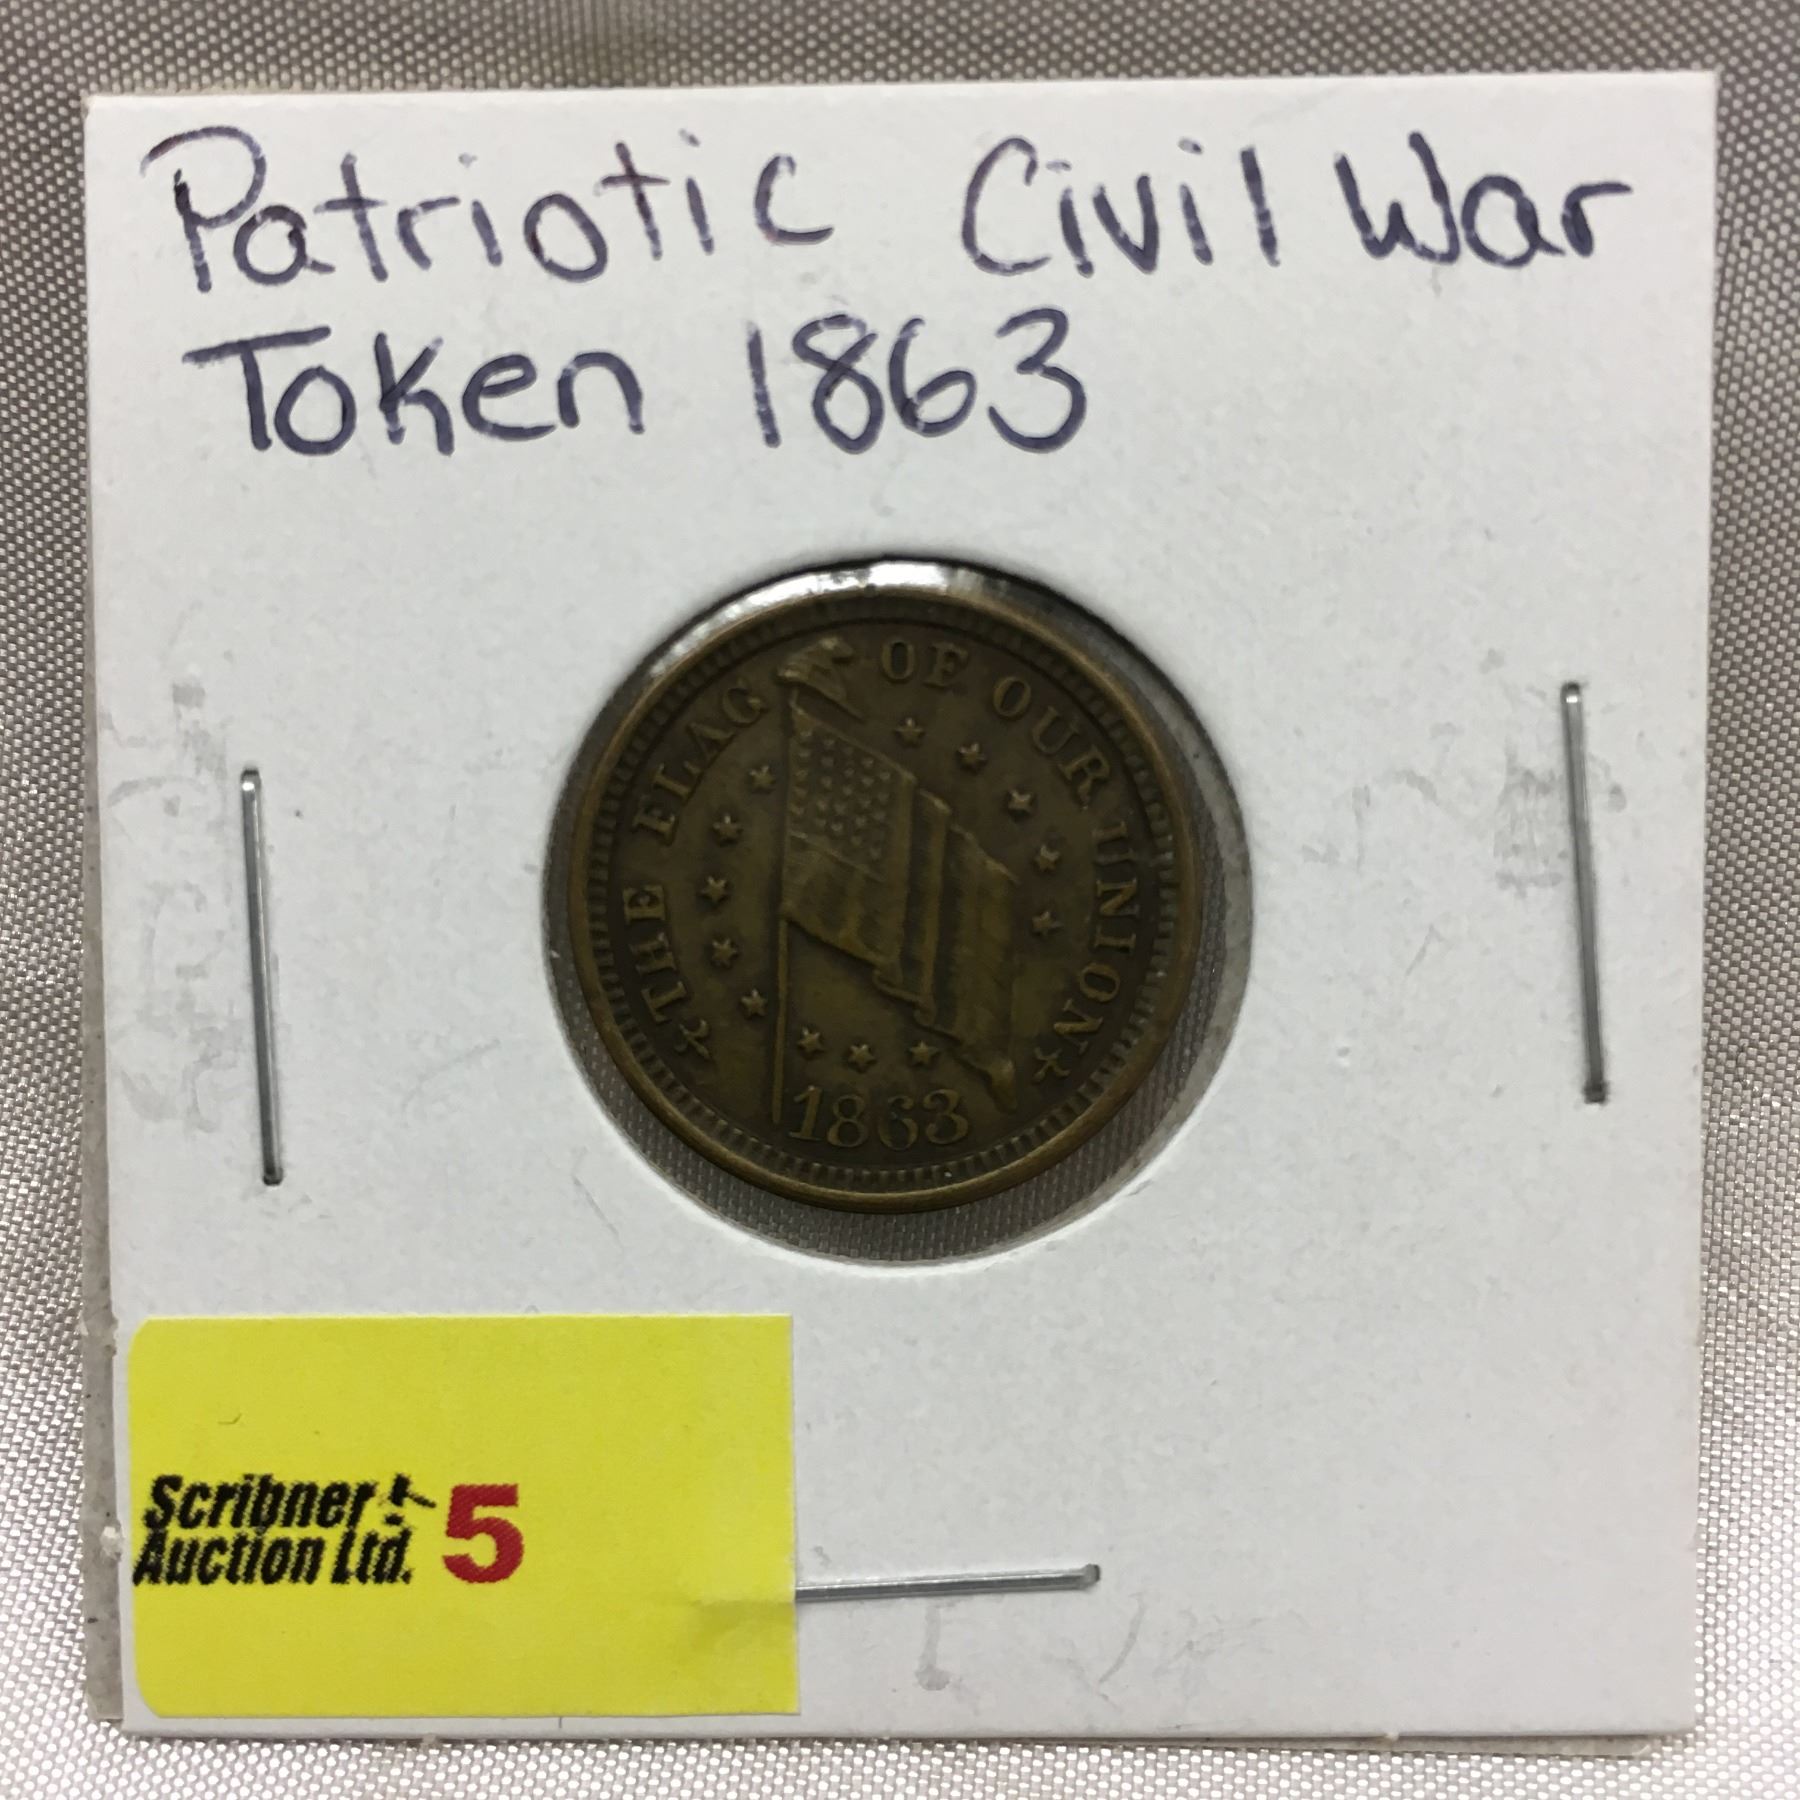 Patriotic Civil War
Token 1863
THE FLAG OF OUR UNION
1863
Scribner
Auction Ltd. 5